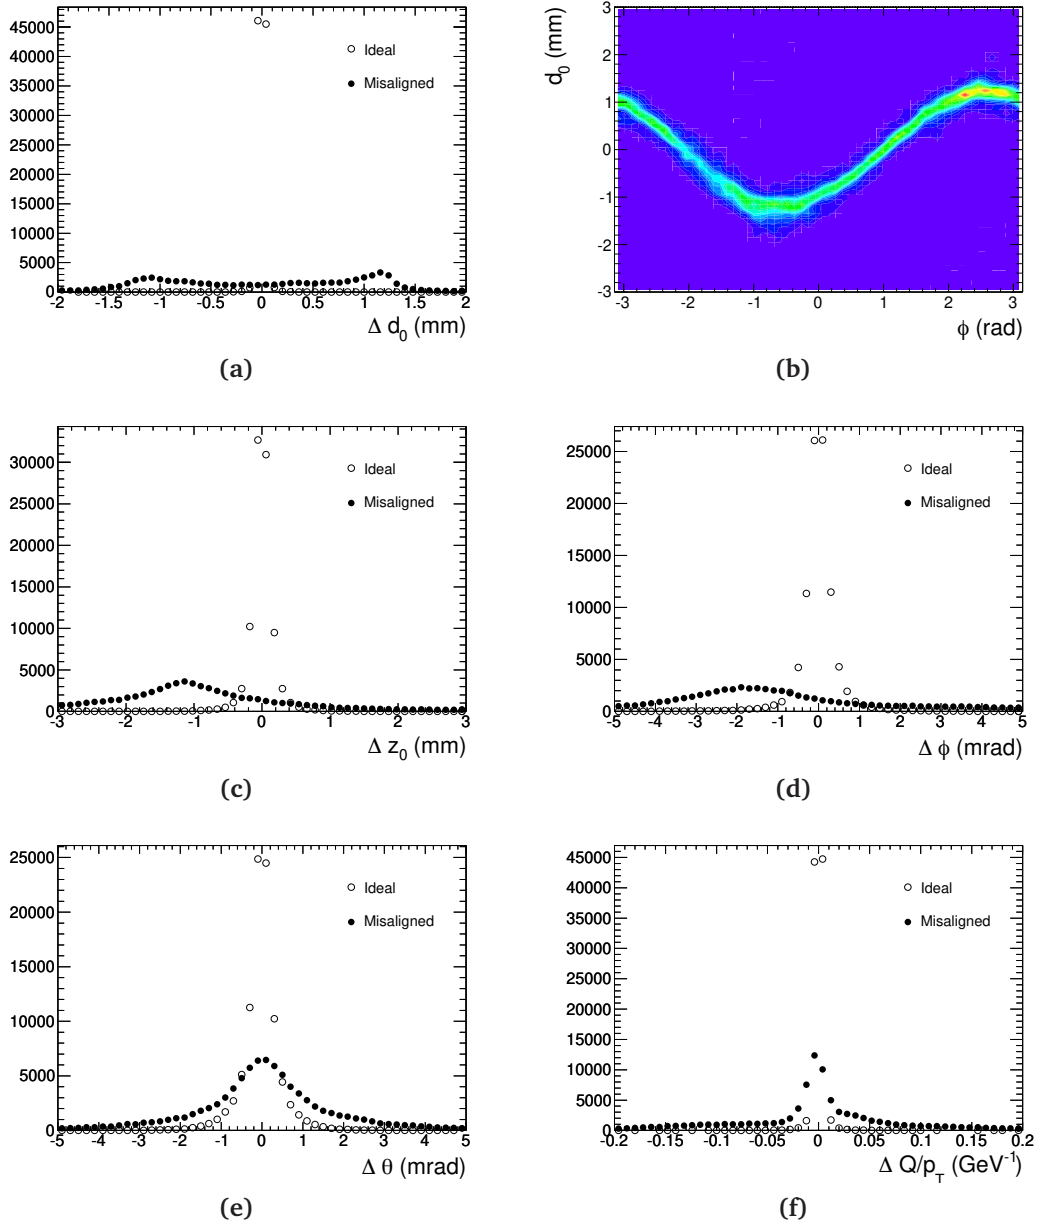 45000
40000
35000
30000
25000
20000
15000
10000
5000
0
Ideal
Misaligned
-2 -1.5 -1 -0.5 0 0.5 1 1.5 2
Δ d₀ (mm)
(a)
d₀ (mm)
3
2
1
0
-1
-2
-3
-3 -2 -1 0 1 2 3
ϕ (rad)
(b)
30000
25000
20000
15000
10000
5000
0
Ideal
Misaligned
-3 -2 -1 0 1 2 3
Δ z₀ (mm)
(c)
25000
20000
15000
10000
5000
0
Ideal
Misaligned
-5 -4 -3 -2 -1 0 1 2 3 4 5
Δ ϕ (mrad)
(d)
25000
20000
15000
10000
5000
0
Ideal
Misaligned
-5 -4 -3 -2 -1 0 1 2 3 4 5
Δ θ (mrad)
(e)
45000
40000
35000
30000
25000
20000
15000
10000
5000
0
Ideal
Misaligned
-0.2 -0.15 -0.1 -0.05 0 0.05 0.1 0.15 0.2
Δ Q/p_T (GeV⁻¹)
(f)